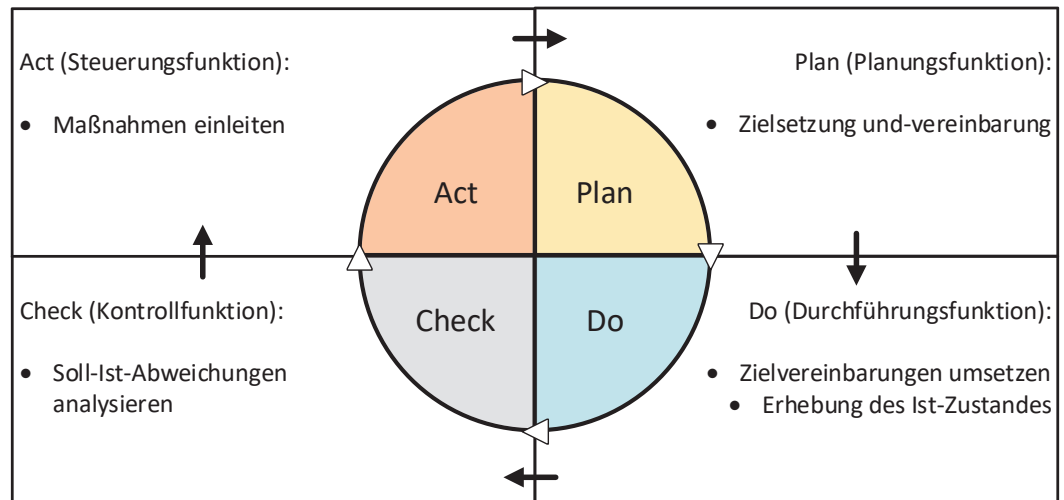 Act (Steuerungsfunktion):
• Maßnahmen einleiten
Plan (Planungsfunktion):
• Zielsetzung und-vereinbarung
Act
Plan
Check
Do
Check (Kontrollfunktion):
• Soll-Ist-Abweichungen
analysieren
Do (Durchführungsfunktion):
• Zielvereinbarungen umsetzen
• Erhebung des Ist-Zustandes